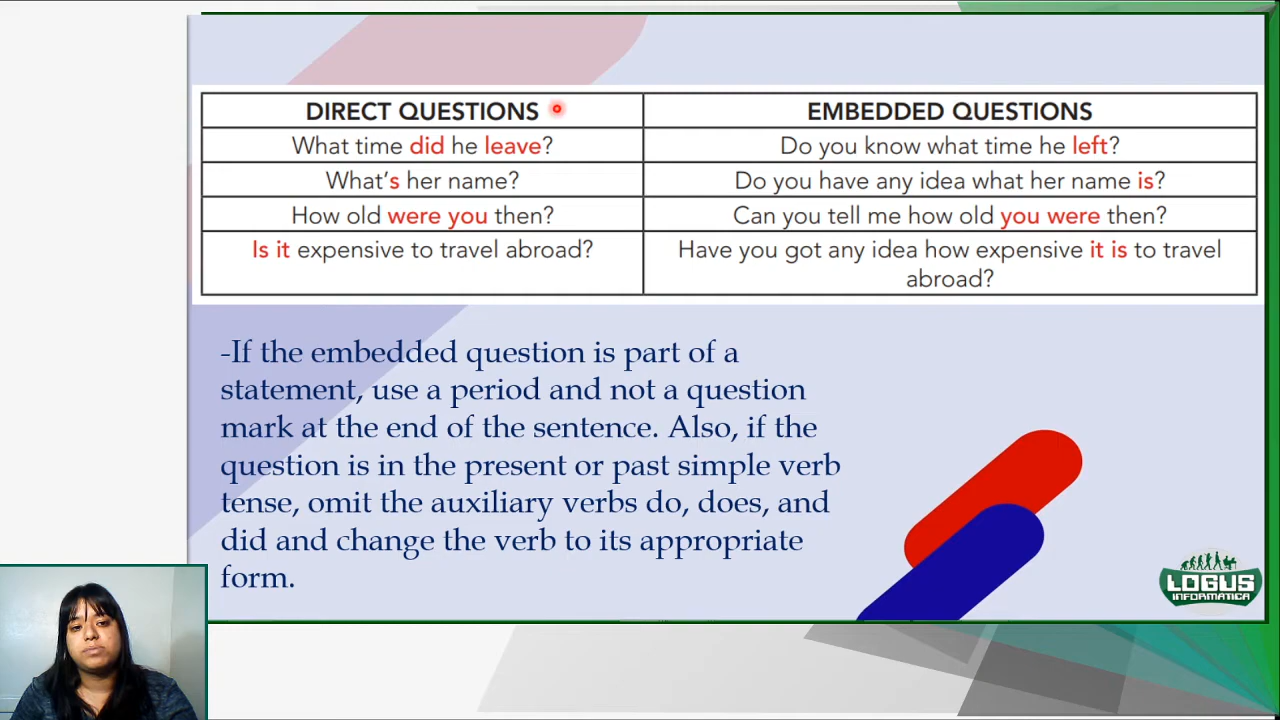 DIRECT QUESTIONS
EMBEDDED QUESTIONS
What time did he leave?
Do you know what time he left?
What's her name?
Do you have any idea what her name is?
How old were you then?
Can you tell me how old you were then?
Is it expensive to travel abroad?
Have you got any idea how expensive it is to travel
abroad?
-If the embedded question is part of a
statement, use a period and not a question
mark at the end of the sentence. Also, if the
question is in the present or past simple verb
tense, omit the auxiliary verbs do, does, and
did and change the verb to its appropriate
form.
LOGUS
INFORMATICA